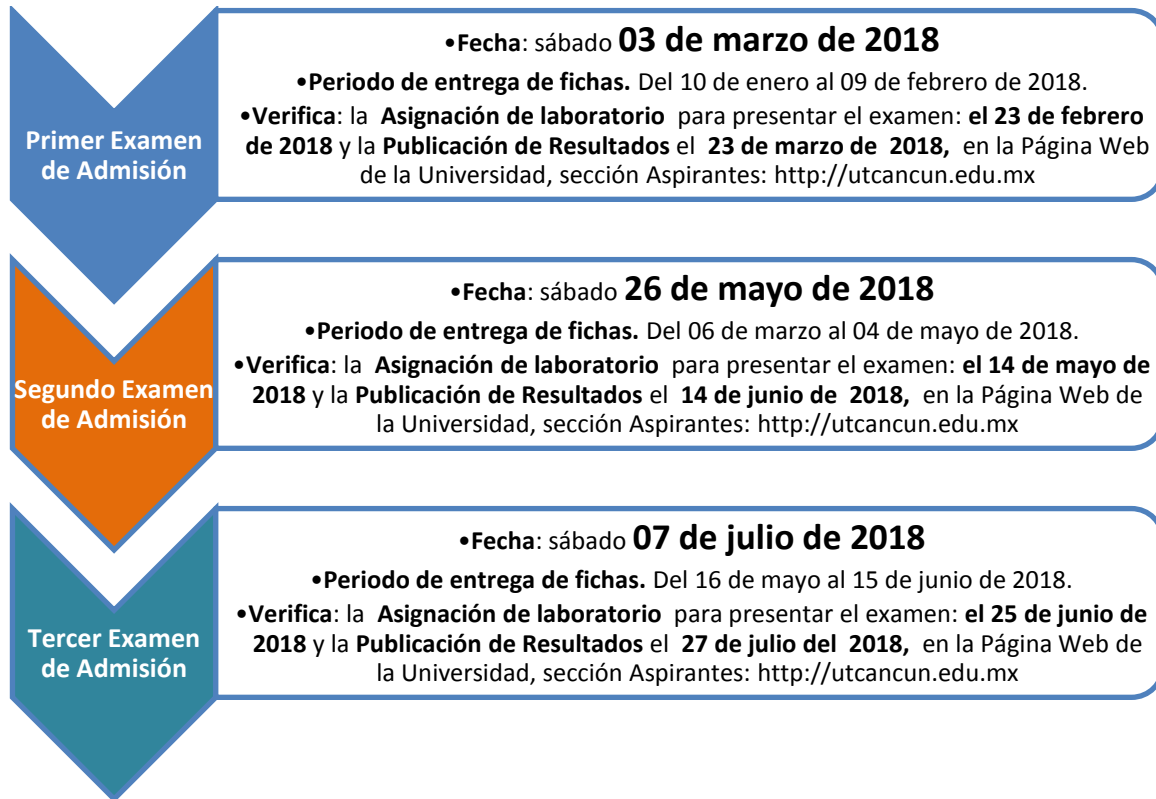 Primer Examen
de Admisión
•Fecha: sábado 03 de marzo de 2018
•Periodo de entrega de fichas. Del 10 de enero al 09 de febrero de 2018.
•Verifica: la Asignación de laboratorio para presentar el examen: el 23 de febrero
de 2018 y la Publicación de Resultados el 23 de marzo de 2018, en la Página Web
de la Universidad, sección Aspirantes: http://utcancun.edu.mx
Segundo Examen
de Admisión
•Fecha: sábado 26 de mayo de 2018
•Periodo de entrega de fichas. Del 06 de marzo al 04 de mayo de 2018.
•Verifica: la Asignación de laboratorio para presentar el examen: el 14 de mayo de
2018 y la Publicación de Resultados el 14 de junio de 2018, en la Página Web de
la Universidad, sección Aspirantes: http://utcancun.edu.mx
Tercer Examen
de Admisión
•Fecha: sábado 07 de julio de 2018
•Periodo de entrega de fichas. Del 16 de mayo al 15 de junio de 2018.
•Verifica: la Asignación de laboratorio para presentar el examen: el 25 de junio de
2018 y la Publicación de Resultados el 27 de julio del 2018, en la Página Web de
la Universidad, sección Aspirantes: http://utcancun.edu.mx